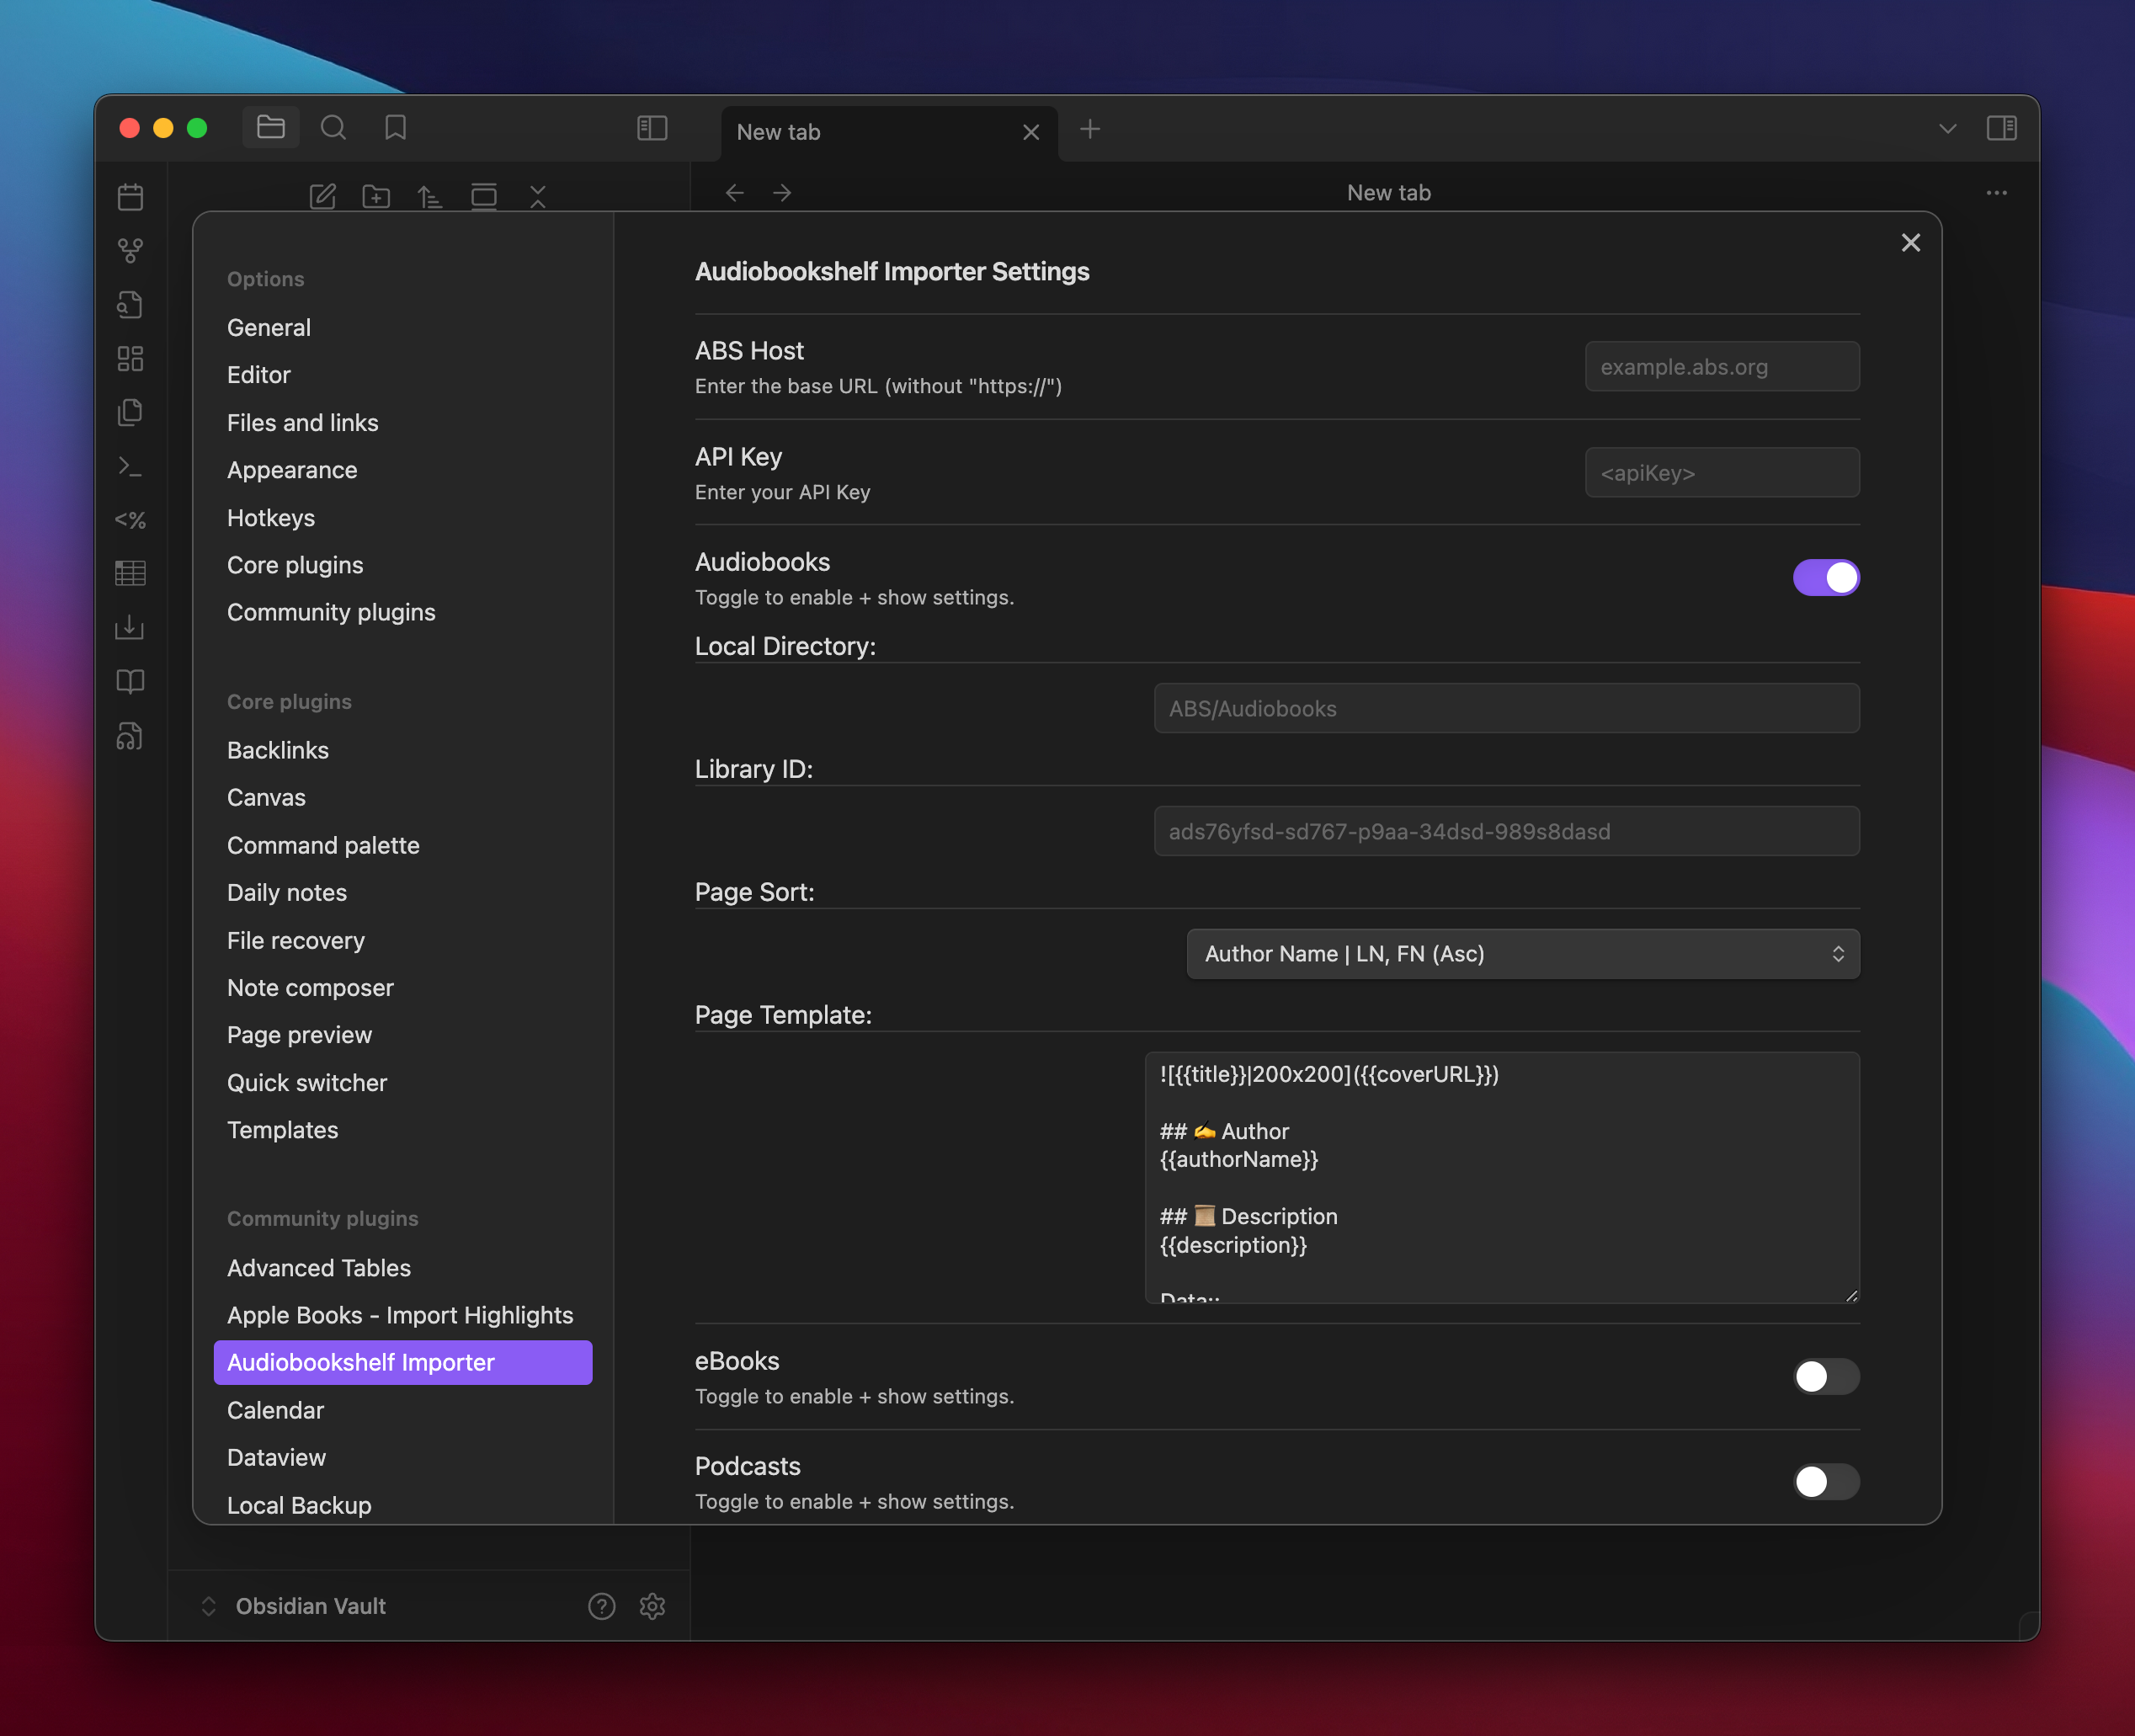 New tab
New tab
Options
General
Editor
Files and links
Appearance
Hotkeys
Core plugins
Community plugins
Core plugins
Backlinks
Canvas
Command palette
Daily notes
File recovery
Note composer
Page preview
Quick switcher
Templates
Community plugins
Advanced Tables
Apple Books - Import Highlights
Audiobookshelf Importer
Calendar
Dataview
Local Backup
Audiobookshelf Importer Settings
ABS Host
Enter the base URL (without "https://")
example.abs.org
API Key
Enter your API Key
<apiKey>
Audiobooks
Toggle to enable + show settings.
Local Directory:
ABS/Audiobooks
Library ID:
ads76yfsd-sd767-p9aa-34dsd-989s8dasd
Page Sort:
Author Name | LN, FN (Asc)
Page Template:
![{{title}}|200x200]({{coverURL}})
## ✍️ Author
{{authorName}}
## 📜 Description
{{description}}
Data::
eBooks
Toggle to enable + show settings.
Podcasts
Toggle to enable + show settings.
Obsidian Vault